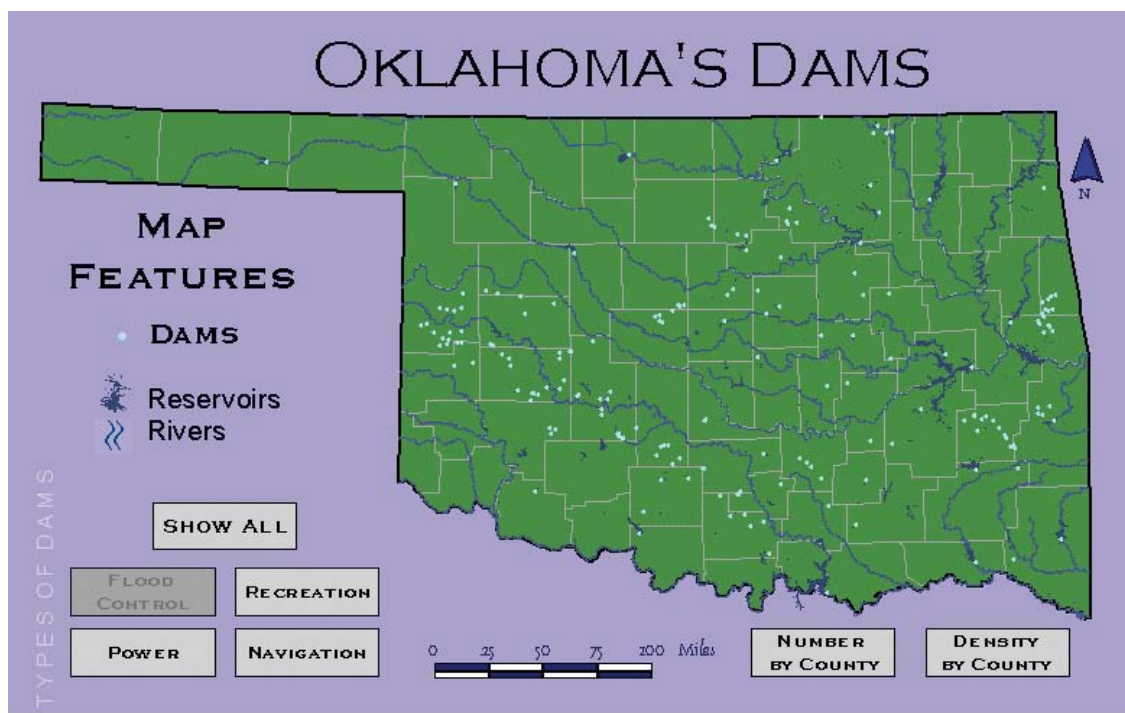 OKLAHOMA'S DAMS
N
MAP
FEATURES
DAMS
Reservoirs
Rivers
TYPES OF DAMS
SHOW ALL
FLOOD
CONTROL
RECREATION
POWER
NAVIGATION
0 25 50 75 100 Miles
NUMBER
BY COUNTY
DENSITY
BY COUNTY